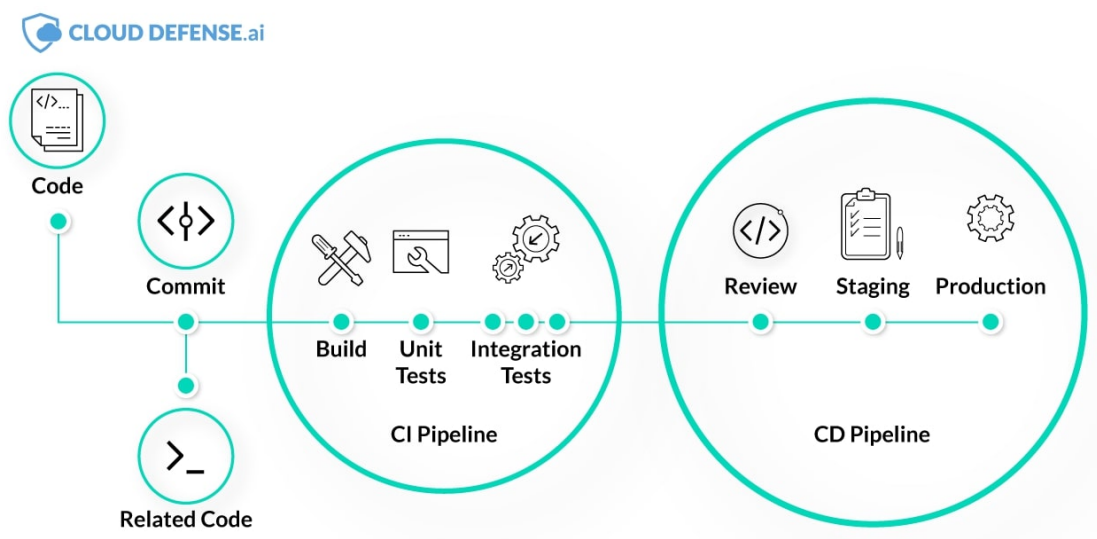 CLOUD DEFENSE.ai
</>...
Code
Commit
Related Code
Build
Unit
Tests
Integration
Tests
CI Pipeline
Review
Staging
Production
CD Pipeline